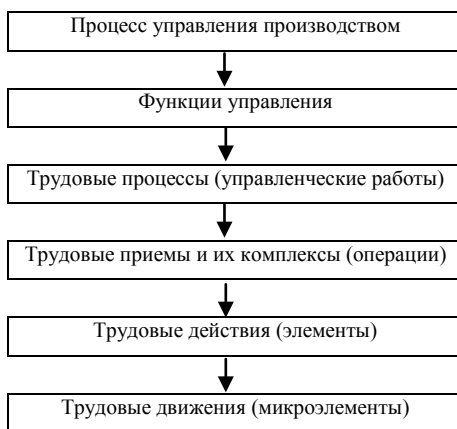 Процесс управления производством
Функции управления
Трудовые процессы (управленческие работы)
Трудовые приемы и их комплексы (операции)
Трудовые действия (элементы)
Трудовые движения (микроэлементы)